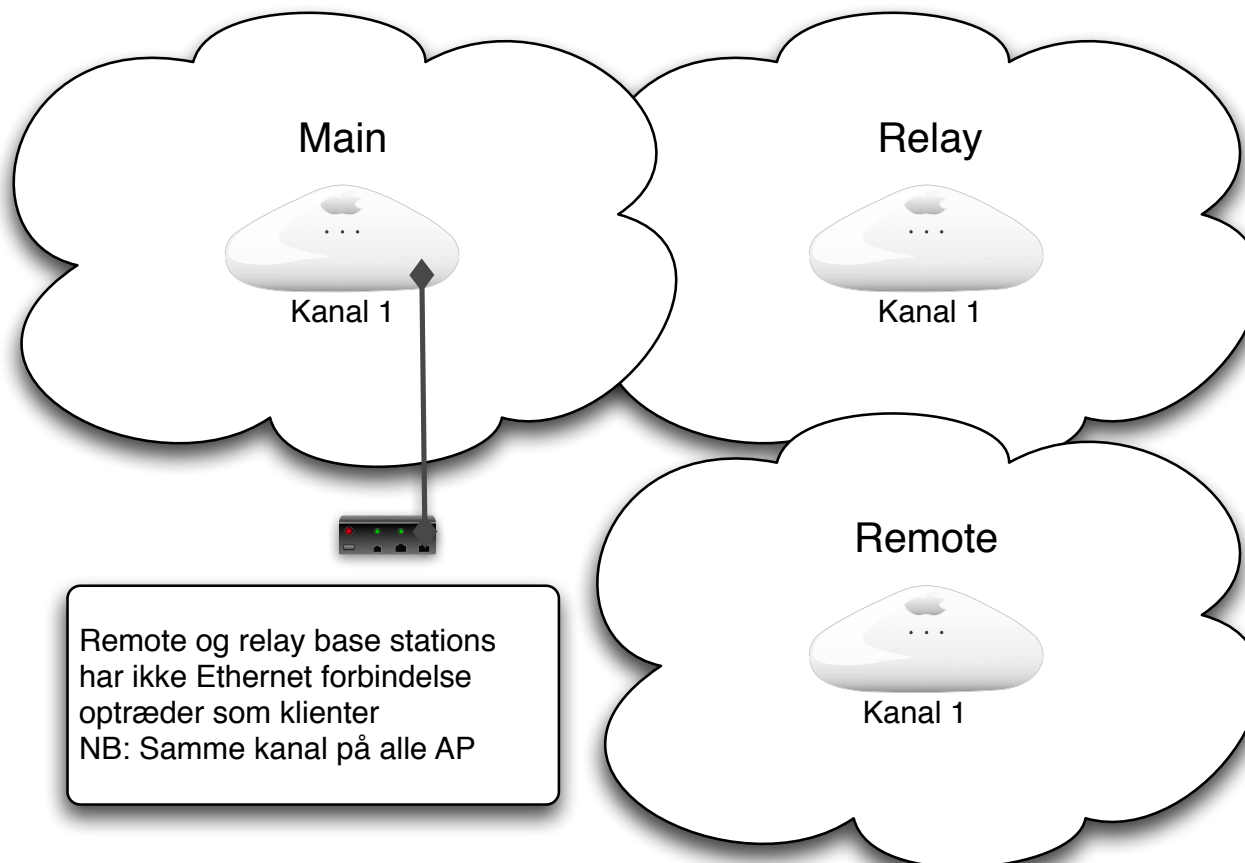 Main
Kanal 1
Relay
Kanal 1
Remote
Kanal 1
Remote og relay base stations
har ikke Ethernet forbindelse
optræder som klienter
NB: Samme kanal på alle AP